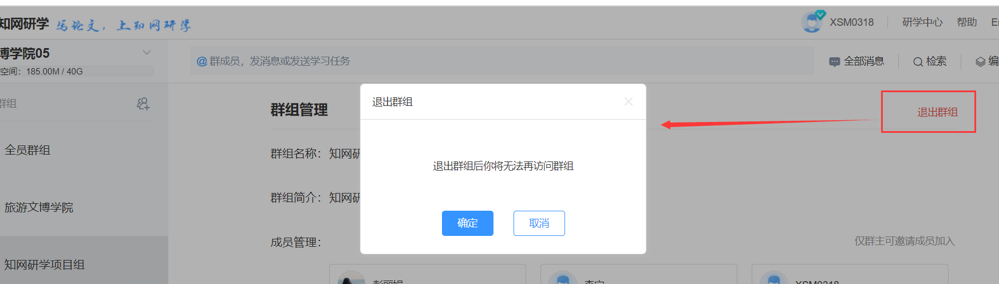 知网研学 写论文，上知网研学
XSM0318 研学中心 帮助
博学院05
空间：185.00M / 40G
@群成员，发消息或发送学习任务
全部消息 检索 编
群组
退出群组
群组管理
退出群组
全员群组
群组名称：知网研
退出群组后你将无法再访问群组
旅游文博学院
群组简介：知网研
确定 取消
成员管理：
仅群主可邀请成员加入
知网研学项目组
XSM0318